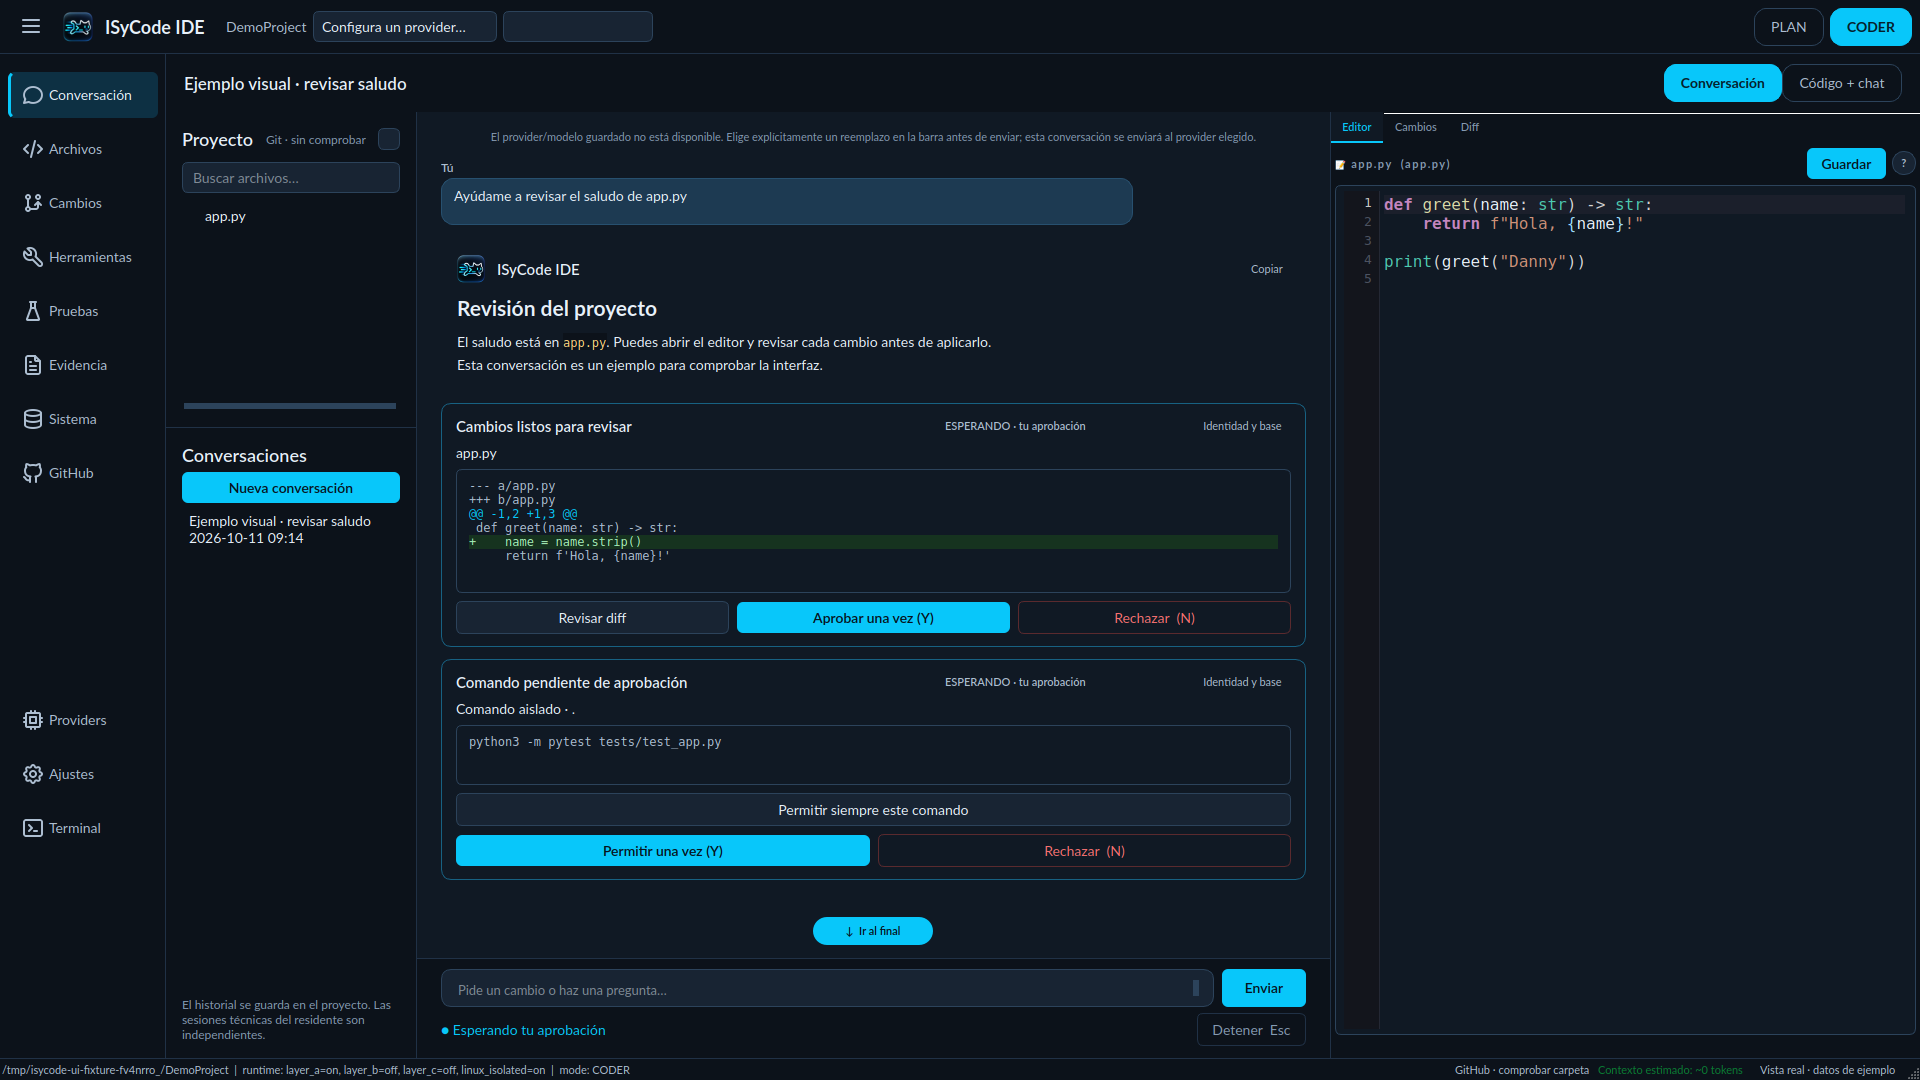 ISyCode IDE
DemoProject
Configura un provider...
PLAN
CODER
Conversación
Archivos
Cambios
Herramientas
Pruebas
Evidencia
Sistema
GitHub
Providers
Ajustes
Terminal
Ejemplo visual · revisar saludo
Conversación
Código + chat
Proyecto
Git · sin comprobar
Buscar archivos...
app.py
Conversaciones
Nueva conversación
Ejemplo visual · revisar saludo
2026-10-11 09:14
El historial se guarda en el proyecto. Las
sesiones técnicas del residente son
independientes.
El provider/modelo guardado no está disponible. Elige explícitamente un reemplazo en la barra antes de enviar; esta conversación se enviará al provider elegido.
Tú
Ayúdame a revisar el saludo de app.py
ISyCode IDE
Copiar
Revisión del proyecto
El saludo está en app.py. Puedes abrir el editor y revisar cada cambio antes de aplicarlo.
Esta conversación es un ejemplo para comprobar la interfaz.
Cambios listos para revisar
ESPERANDO · tu aprobación
Identidad y base
app.py
--- a/app.py
+++ b/app.py
@@ -1,2 +1,3 @@
def greet(name: str) -> str:
+    name = name.strip()
return f'Hola, {name}!'
Revisar diff
Aprobar una vez (Y)
Rechazar (N)
Comando pendiente de aprobación
ESPERANDO · tu aprobación
Identidad y base
Comando aislado · .
python3 -m pytest tests/test_app.py
Permitir siempre este comando
Permitir una vez (Y)
Rechazar (N)
↓ Ir al final
Pide un cambio o haz una pregunta...
Enviar
● Esperando tu aprobación
Detener Esc
Editor
Cambios
Diff
app.py (app.py)
Guardar
?
1 def greet(name: str) -> str:
2     return f"Hola, {name}!"
3
4 print(greet("Danny"))
5
/tmp/isycode-ui-fixture-fv4nrro_/DemoProject | runtime: layer_a=on, layer_b=off, layer_c=off, linux_isolated=on | mode: CODER
GitHub · comprobar carpeta
Contexto estimado: ~0 tokens
Vista real · datos de ejemplo